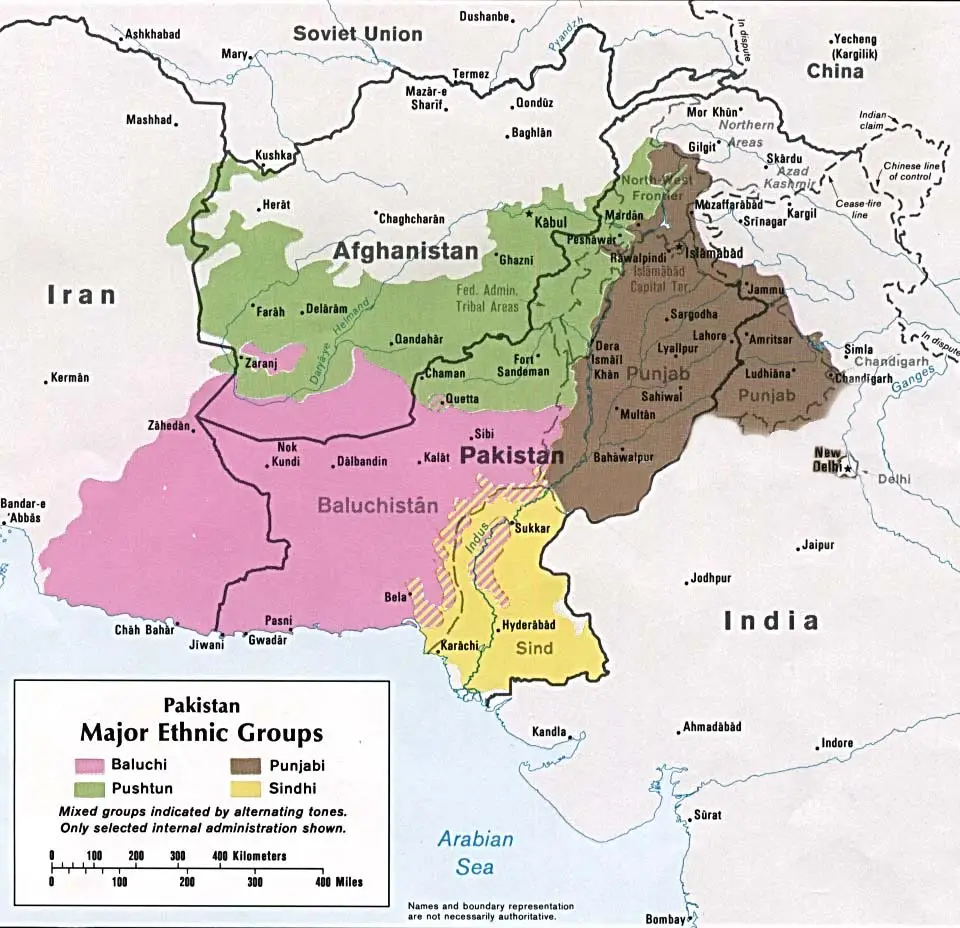 Dushanbe
In dispute
Ashkhabad
Soviet Union
Pyandzh
Yecheng
(Kargilik)
Mary
China
Termez
Mazār-e
Sharīf
Qondūz
Mor Khūn
Mashhad
Baghlān
Northern
Areas
Indian
claim
Kushka
Gilgit
Skārdu
Azad
Kashmir
Chinese line
of control
North-West
Frontier
Cease-fire
line
Herāt
Chaghcharān
Kābul
Mardān
Mozaffarābād
Kargil
Srīnagar
Peshāwar
Afghanistan
Ghaznī
Rāwalpindi
Islāmābād
Islāmābād
Capital Ter.
Iran
Fed. Admin.
Tribal Areas
Jammu
Farāh
Delārām
Daryāye Helmand
Sargodha
Qandahār
Lahore
Amritsar
In dispute
Dera
Ismāīl
Khān
Lyallpur
Simla
Chandigarh
Zaranj
Fort
Sandeman
Chaman
Punjab
Ludhiāna
Chandīgarh
Ganges
Kermān
Sahiwal
Punjab
Quetta
Multān
Zāhedān
Sibi
Nok
Kundi
Dālbandin
Kalāt
Pakistan
Bahāwalpur
New
Delhi
Delhi
Bandar-e
'Abbās
Baluchistān
Indus
Sukkar
Jaipur
Jodhpur
Bela
India
Pasni
Chāh Bahār
Jiwani
Gwadār
Hyderābād
Sind
Karāchi
Pakistan
Major Ethnic Groups
Baluchi
Punjabi
Pushtun
Sindhi
Mixed groups indicated by alternating tones.
Only selected internal administration shown.
0 100 200 300 400 Kilometers
0 100 200 300 400 Miles
Kandla
Ahmadābād
Indore
Sūrat
Arabian
Sea
Names and boundary representation
are not necessarily authoritative.
Bombay